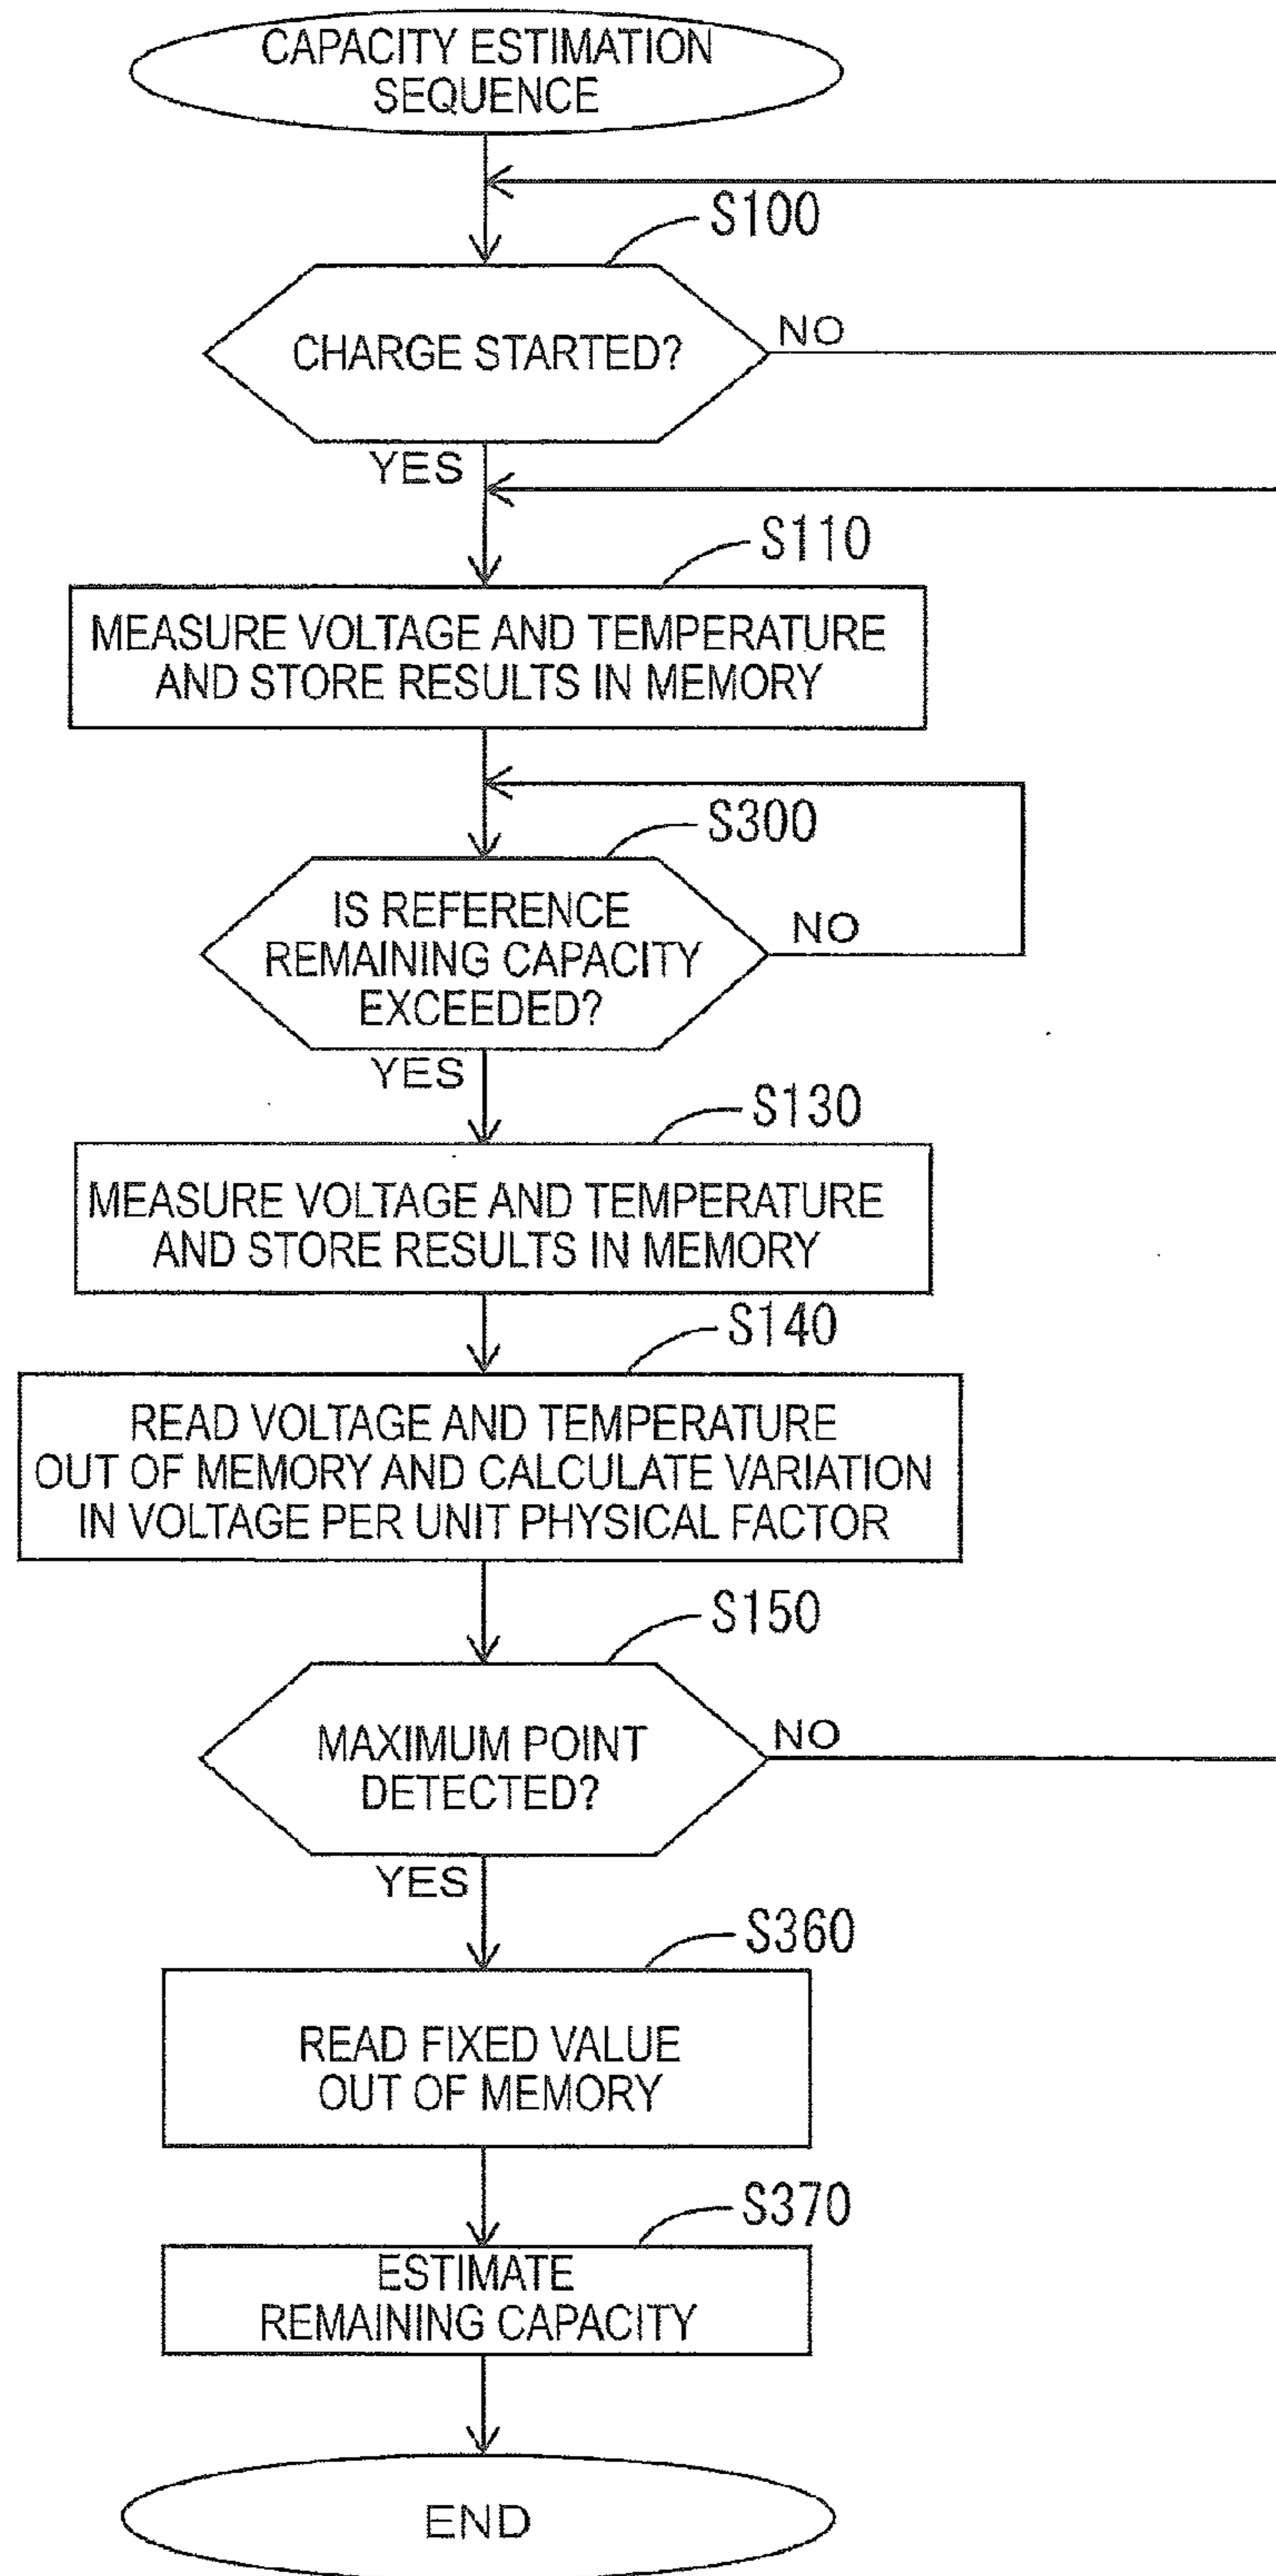 CAPACITY ESTIMATION
SEQUENCE
S100
CHARGE STARTED?
NO
YES
S110
MEASURE VOLTAGE AND TEMPERATURE
AND STORE RESULTS IN MEMORY
S300
IS REFERENCE
REMAINING CAPACITY
EXCEEDED?
NO
YES
S130
MEASURE VOLTAGE AND TEMPERATURE
AND STORE RESULTS IN MEMORY
S140
READ VOLTAGE AND TEMPERATURE
OUT OF MEMORY AND CALCULATE VARIATION
IN VOLTAGE PER UNIT PHYSICAL FACTOR
S150
MAXIMUM POINT
DETECTED?
NO
YES
S360
READ FIXED VALUE
OUT OF MEMORY
S370
ESTIMATE
REMAINING CAPACITY
END